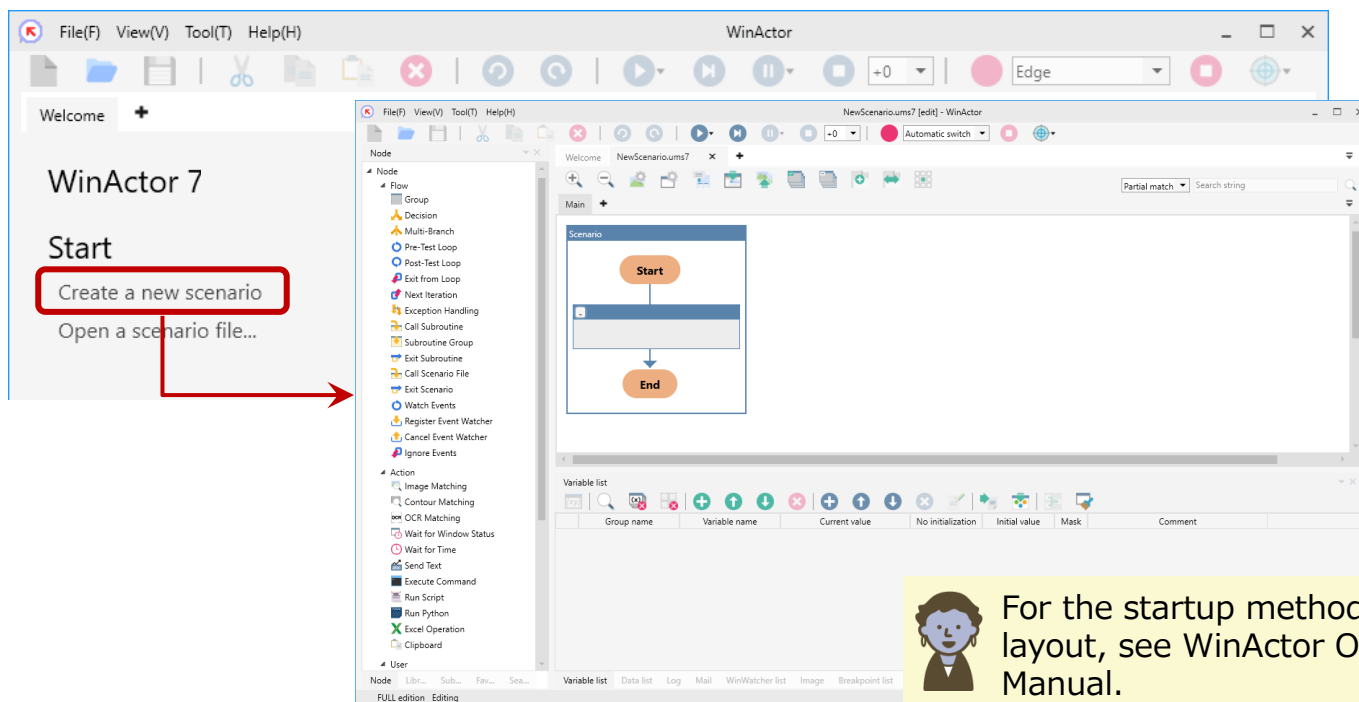 File(F) View(V) Tool(T) Help(H) WinActor
+0 Edge
Welcome
WinActor 7
Start
Create a new scenario
Open a scenario file...
File(F) View(V) Tool(T) Help(H) NewScenario.ums7 [edit] - WinActor
+0 Automatic switch
Node
Welcome NewScenario.ums7
Node
Flow
Group
Decision
Multi-Branch
Pre-Test Loop
Post-Test Loop
Exit from Loop
Next Iteration
Exception Handling
Call Subroutine
Subroutine Group
Exit Subroutine
Call Scenario File
Exit Scenario
Watch Events
Register Event Watcher
Cancel Event Watcher
Ignore Events
Action
Image Matching
Contour Matching
OCR Matching
Wait for Window Status
Wait for Time
Send Text
Execute Command
Run Script
Run Python
Excel Operation
Clipboard
User
Node Libr... Sub... Fav... Sea...
FULL edition Editing
Partial match Search string
Main
Scenario
Start
End
Variable list
Group name Variable name Current value No initialization Initial value Mask Comment
Variable list Data list Log Mail WinWatcher list Image Breakpoint list
For the startup method
layout, see WinActor O
Manual.